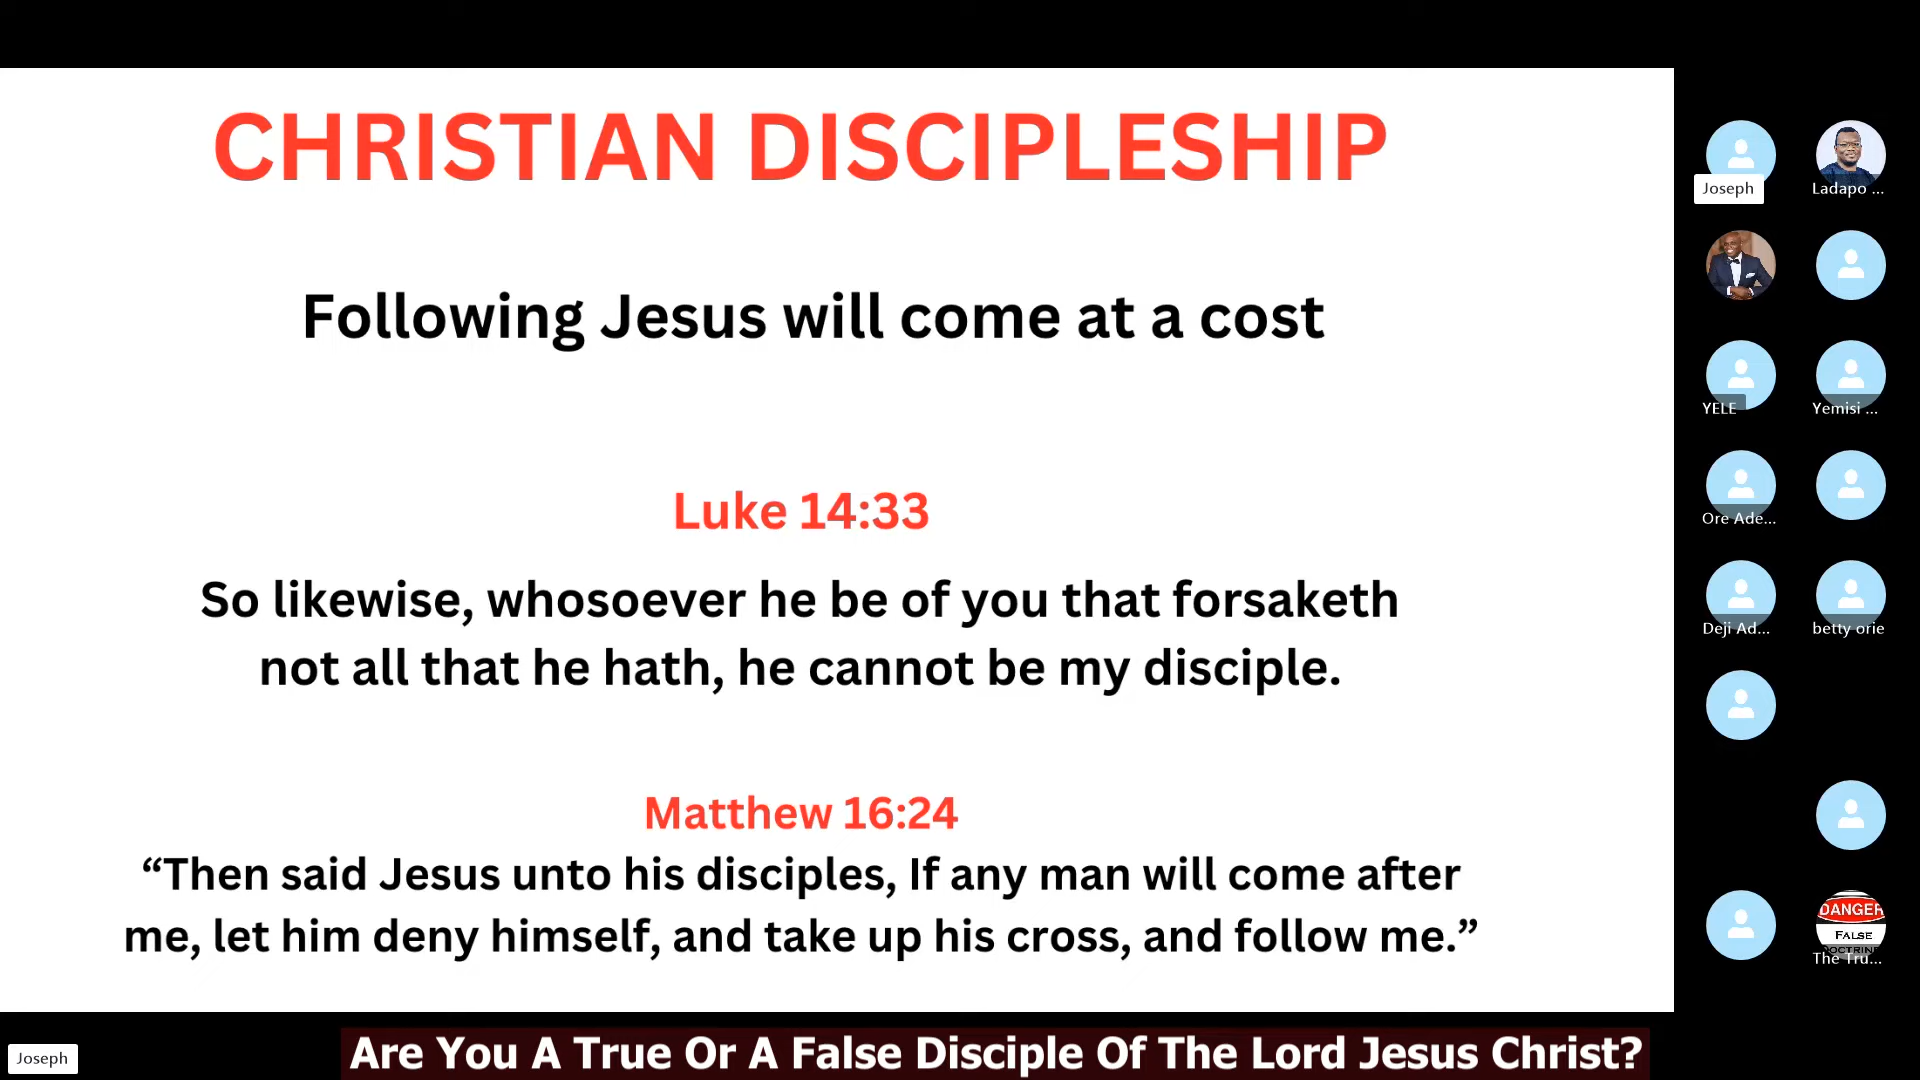 CHRISTIAN DISCIPLESHIP
Following Jesus will come at a cost
Luke 14:33
So likewise, whosoever he be of you that forsaketh
not all that he hath, he cannot be my disciple.
Matthew 16:24
“Then said Jesus unto his disciples, If any man will come after
me, let him deny himself, and take up his cross, and follow me.”
Joseph
Ladapo ...
YELE
Yemisi ...
Ore Ade...
Deji Ad...
betty orie
DANGER
FALSE
DOCTRINE
The Tru...
Joseph
Are You A True Or A False Disciple Of The Lord Jesus Christ?